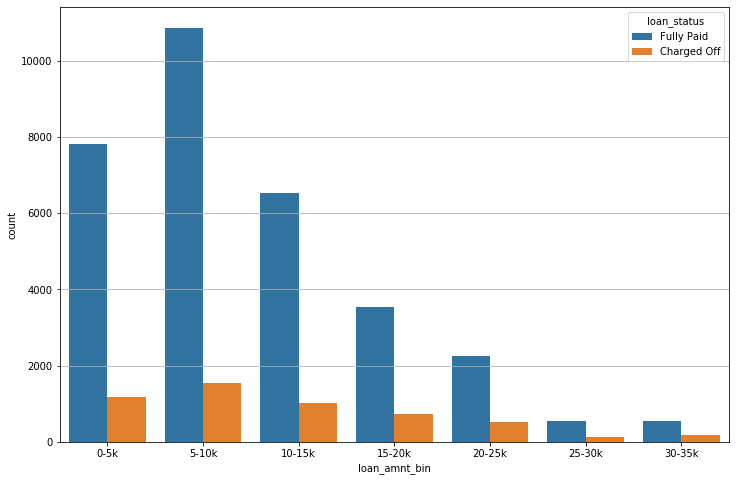 loan_status
Fully Paid
Charged Off
count
10000
8000
6000
4000
2000
0
0-5k 5-10k 10-15k 15-20k 20-25k 25-30k 30-35k
loan_amnt_bin